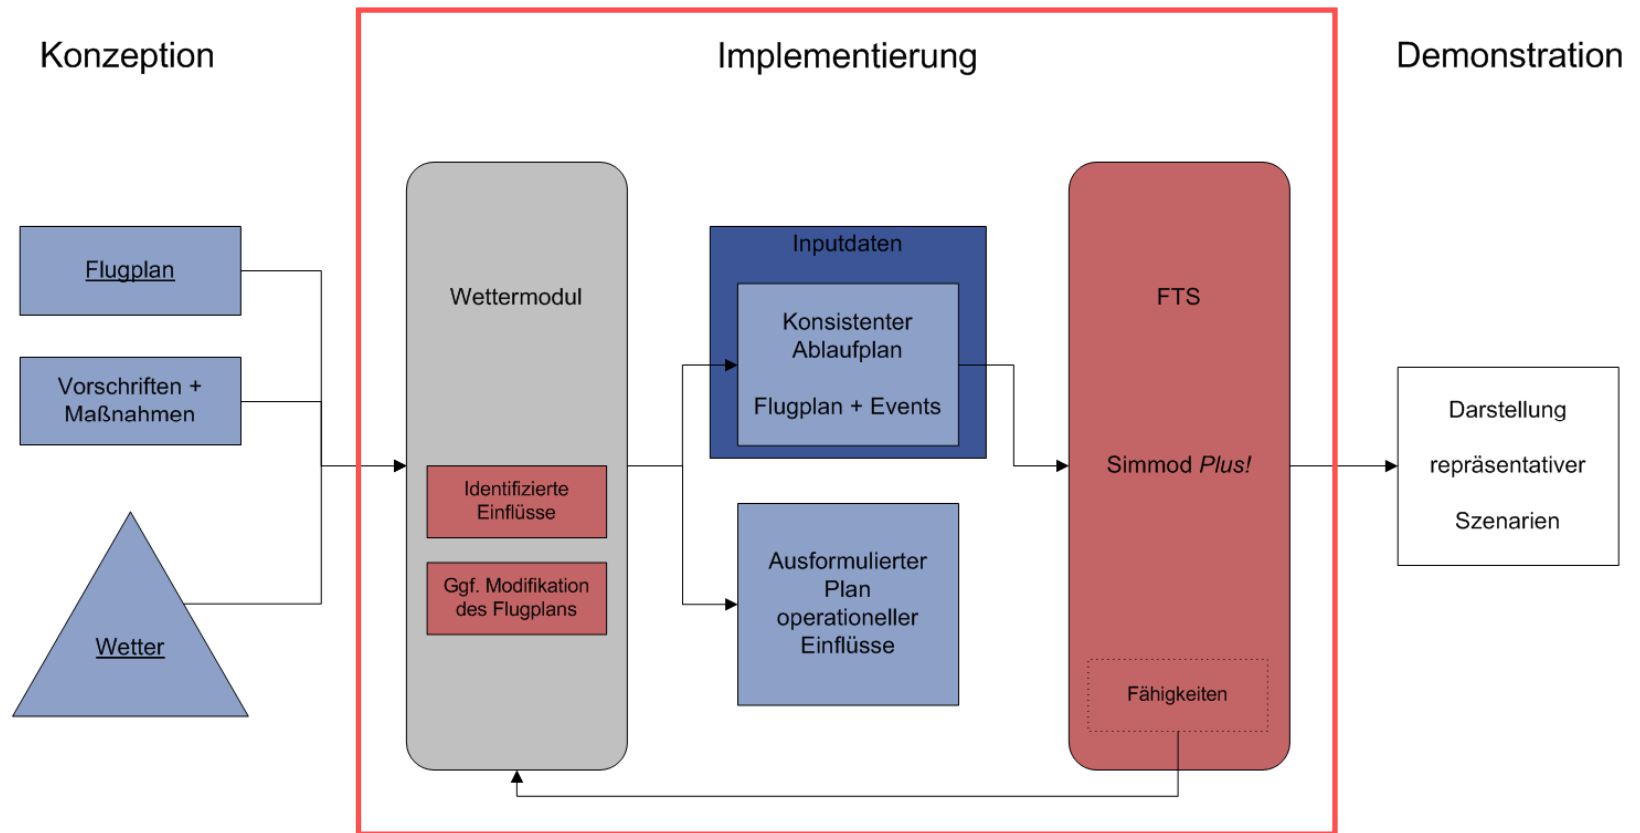 Konzeption
Implementierung
Demonstration
Flugplan
Vorschriften +
Maßnahmen
Wetter
Wettermodul
Identifizierte
Einflüsse
Ggf. Modifikation
des Flugplans
Inputdaten
Konsistenter
Ablaufplan
Flugplan + Events
Ausformulierter
Plan
operationeller
Einflüsse
FTS
Simmod Plus!
Fähigkeiten
Darstellung
repräsentativer
Szenarien